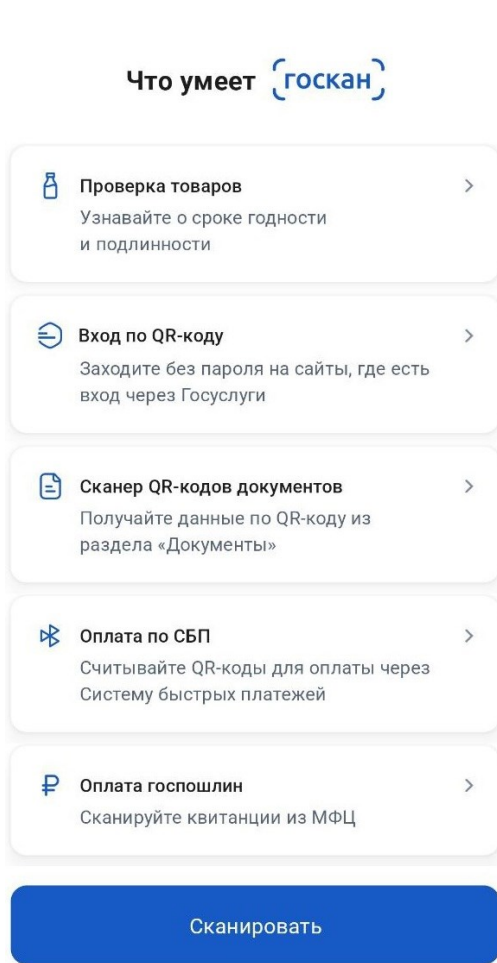 Что умеет госкан
Проверка товаров
Узнавайте о сроке годности
и подлинности
Вход по QR-коду
Заходите без пароля на сайты, где есть
вход через Госуслуги
Сканер QR-кодов документов
Получайте данные по QR-коду из
раздела «Документы»
Оплата по СБП
Считывайте QR-коды для оплаты через
Систему быстрых платежей
Оплата госпошлин
Сканируйте квитанции из МФЦ
Сканировать